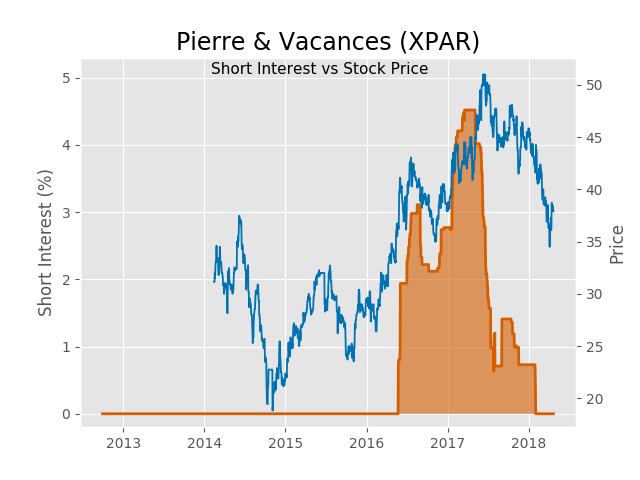 Pierre & Vacances (XPAR)
Short Interest vs Stock Price
Short Interest (%)
5
4
3
2
1
0
50
45
40
35
30
25
20
Price
2013 2014 2015 2016 2017 2018